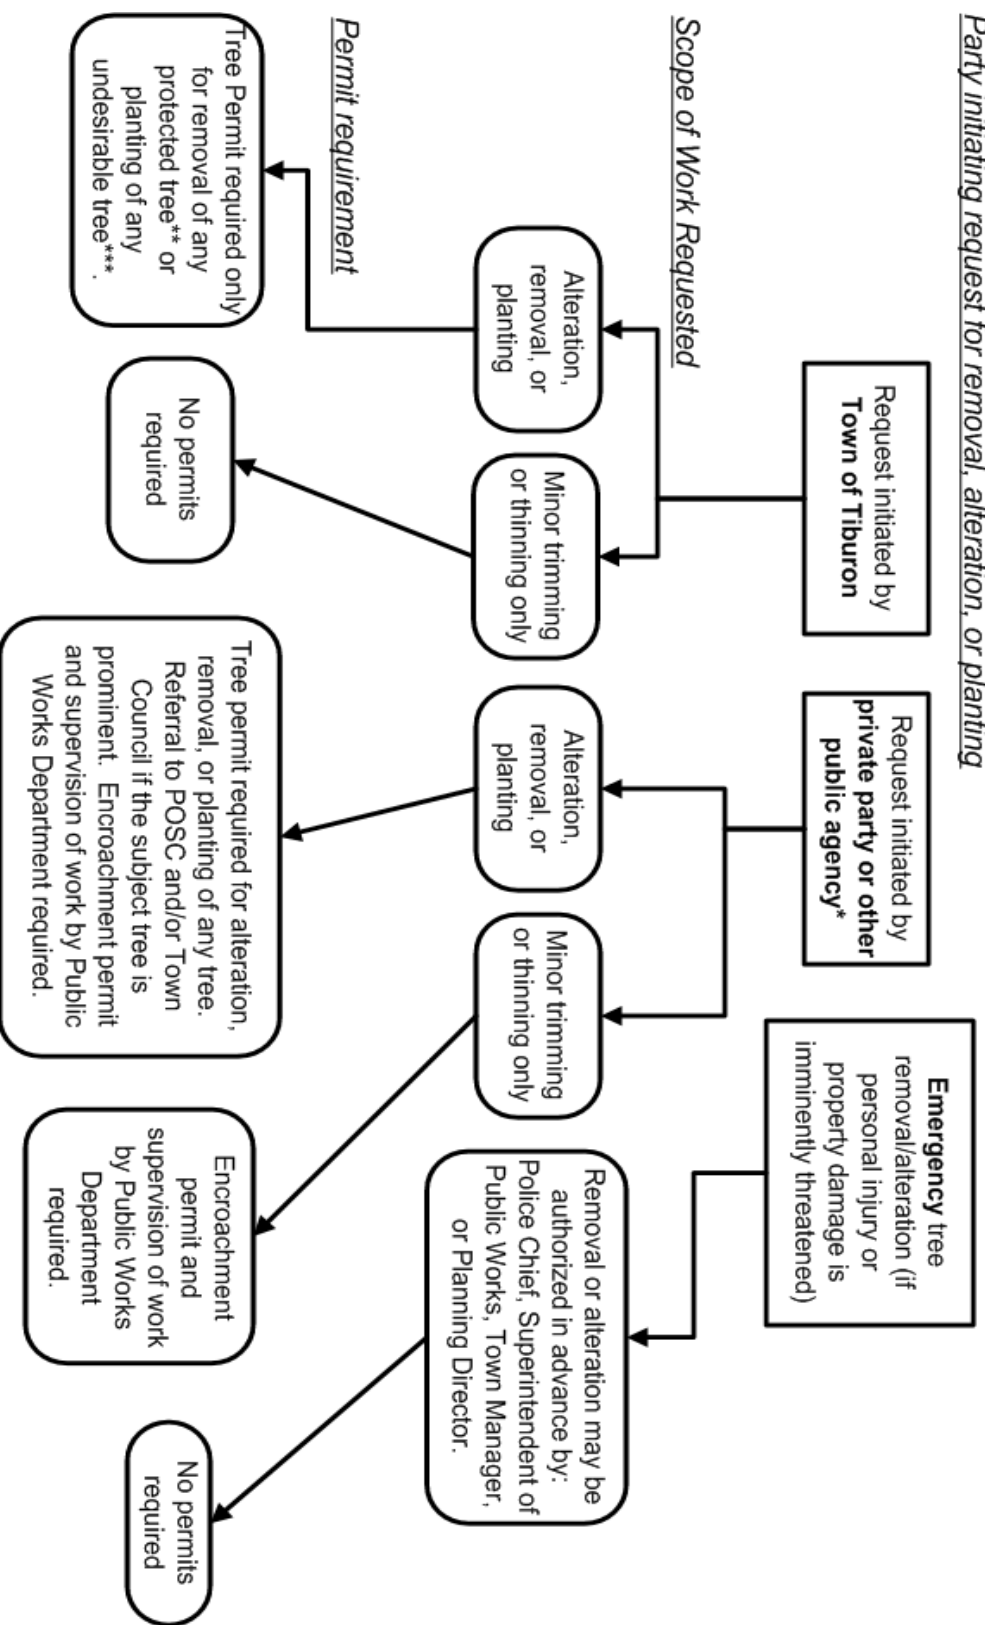 Party initiating request for removal, alteration, or planting
Request initiated by
Town of Tiburon
Request initiated by
private party or other
public agency*
Emergency tree
removal/alteration (if
personal injury or
property damage is
imminently threatened)
Scope of Work Requested
Alteration,
removal, or
planting
Minor trimming
or thinning only
Alteration,
removal, or
planting
Minor trimming
or thinning only
Removal or alteration may be
authorized in advance by:
Police Chief, Superintendent of
Public Works, Town Manager,
or Planning Director.
Permit requirement
Tree Permit required only
for removal of any
protected tree** or
planting of any
undesirable tree***.
No permits
required
Tree permit required for alteration,
removal, or planting of any tree.
Referral to POSC and/or Town
Council if the subject tree is
prominent. Encroachment permit
and supervision of work by Public
Works Department required.
Encroachment
permit and
supervision of work
by Public Works
Department
required.
No permits
required